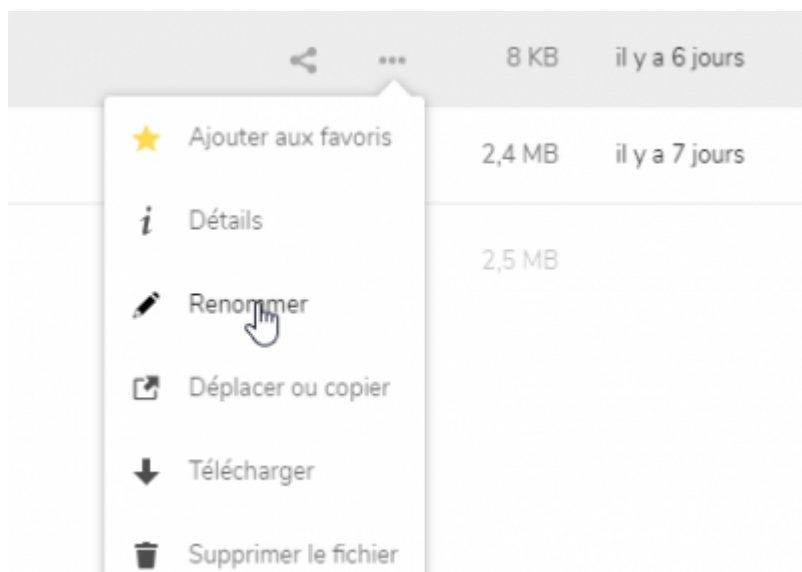 8 KB il y a 6 jours
Ajouter aux favoris
2,4 MB il y a 7 jours
Détails
2,5 MB
Renommer
Déplacer ou copier
Télécharger
Supprimer le fichier